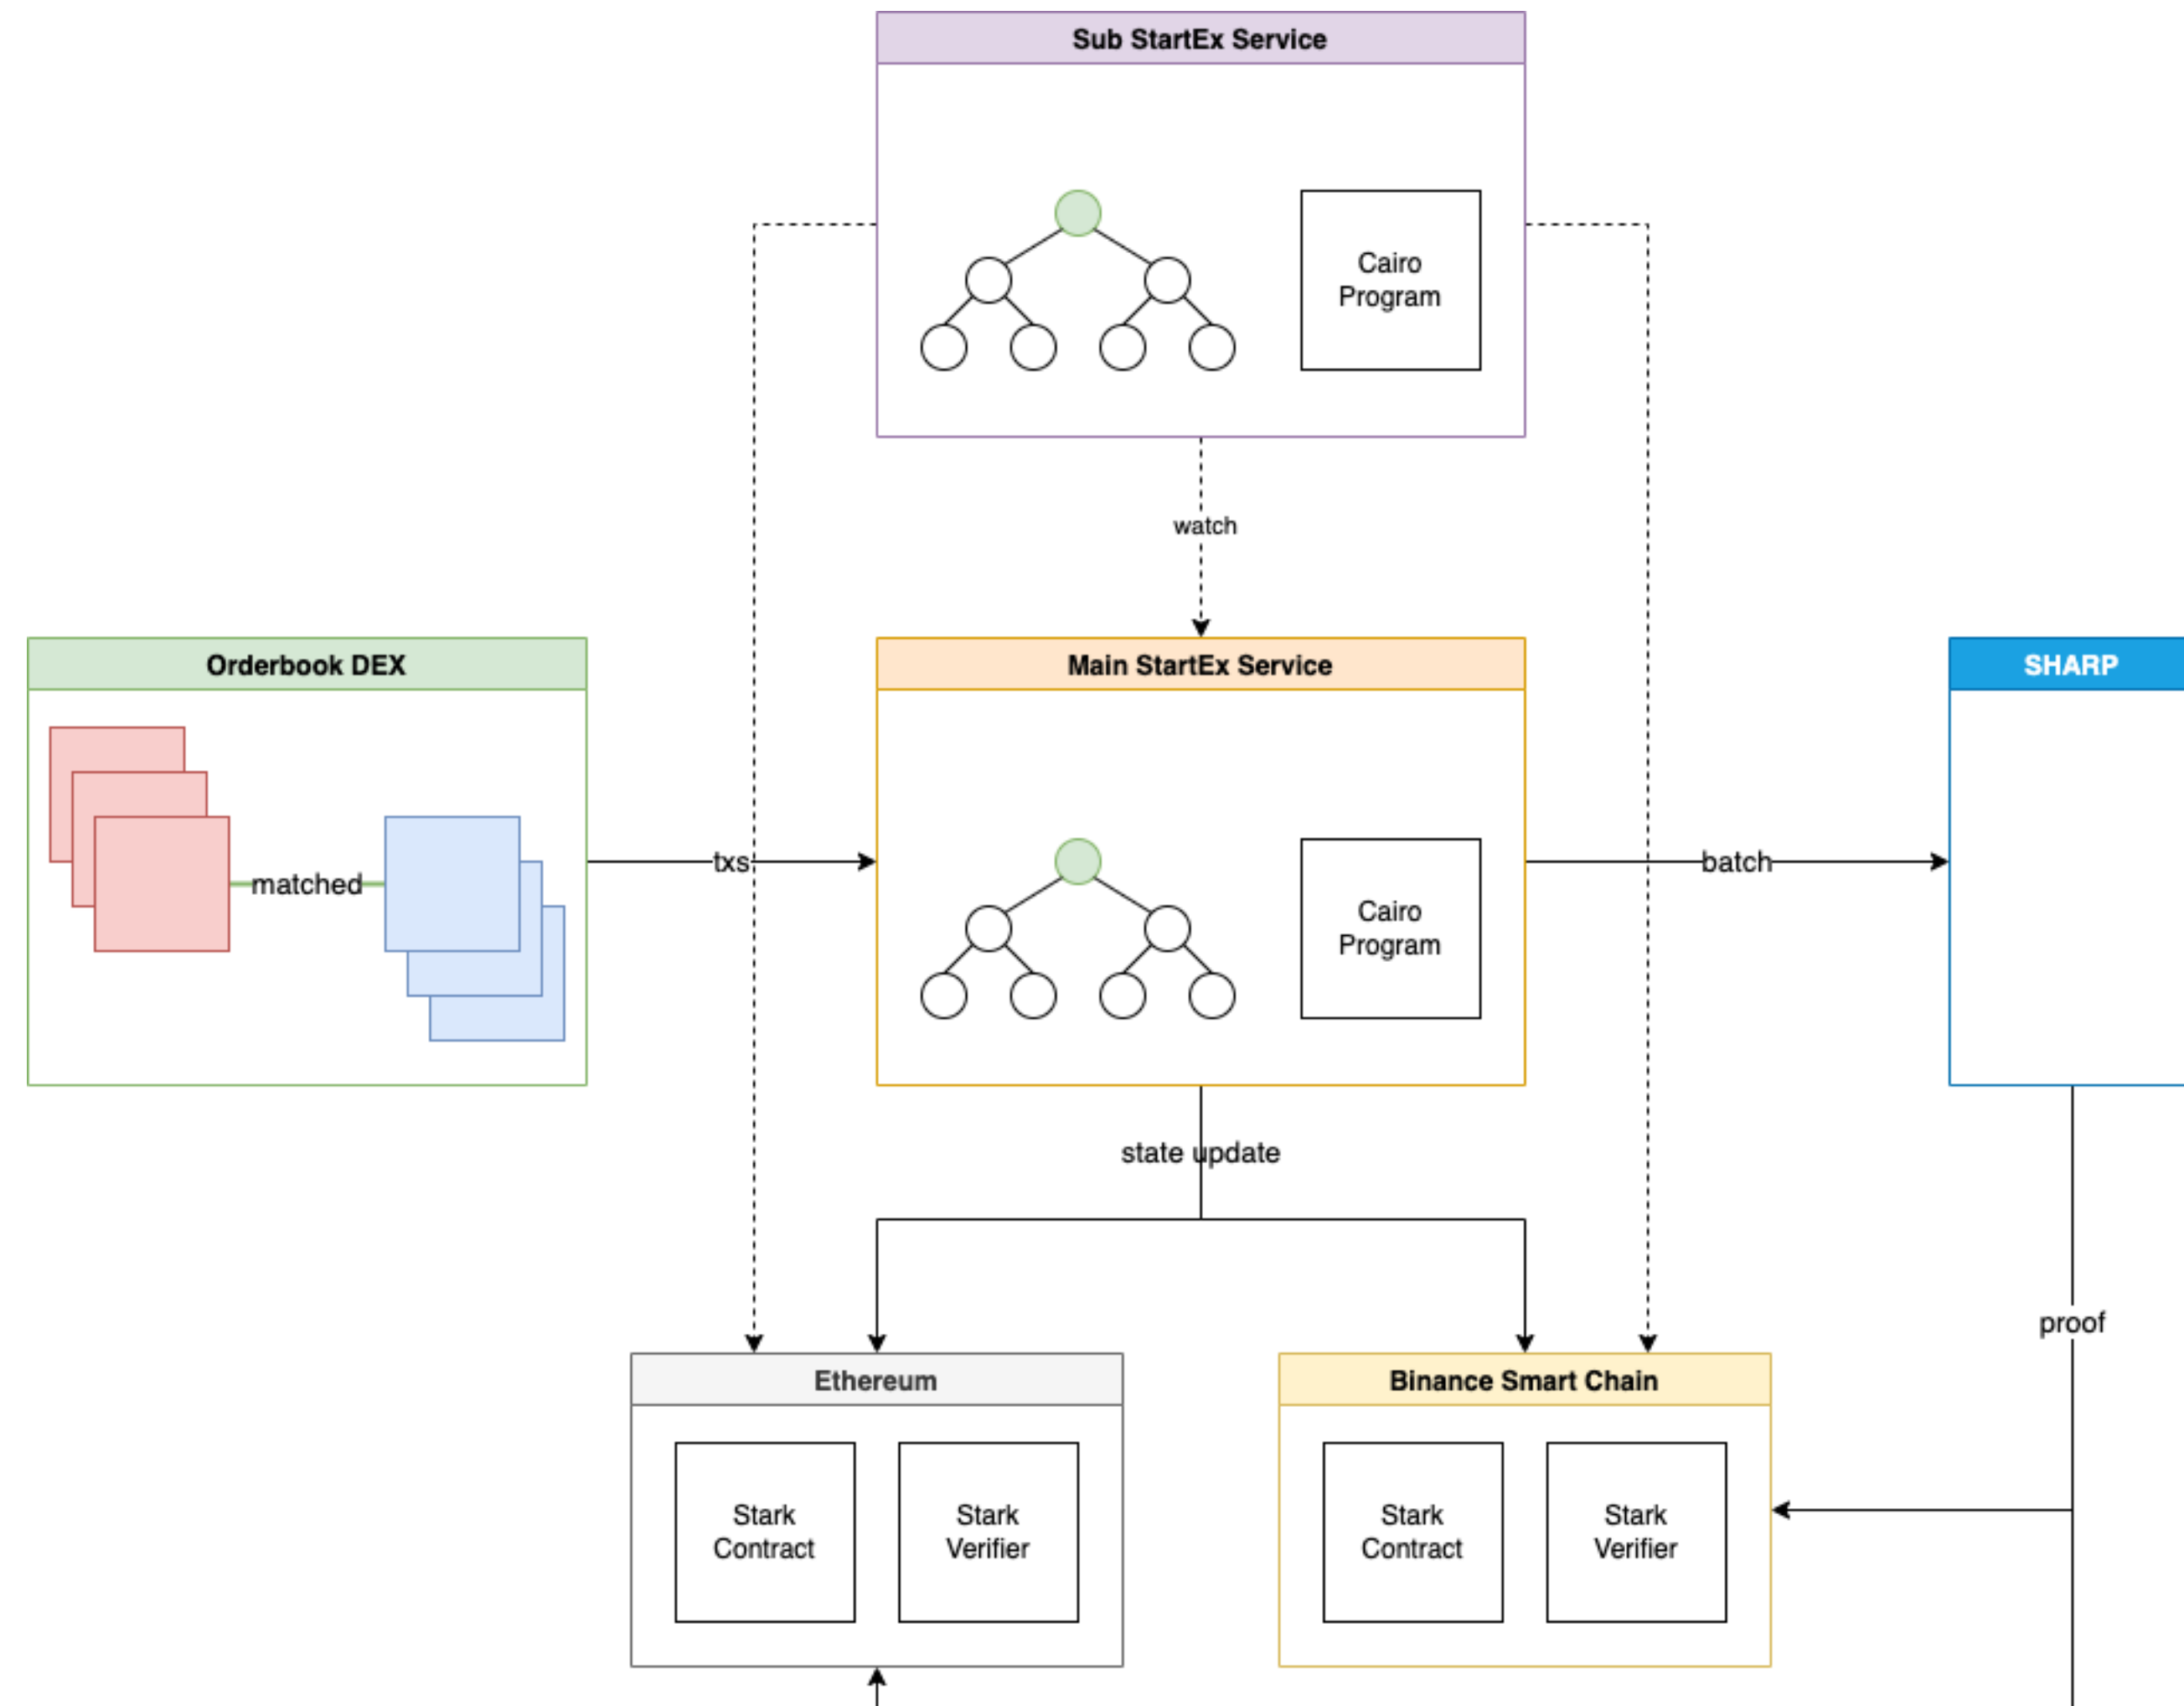 Sub StartEx Service
Cairo
Program
watch
Orderbook DEX
matched
txs
Main StartEx Service
Cairo
Program
batch
SHARP
state update
proof
Ethereum
Stark
Contract
Stark
Verifier
Binance Smart Chain
Stark
Contract
Stark
Verifier